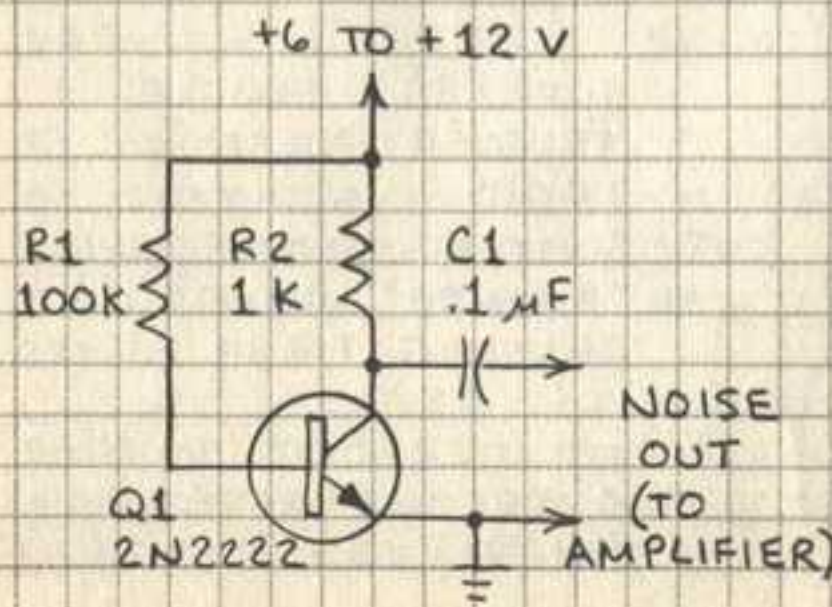 +6 TO +12 V
R1
100K
R2
1K
C1
.1 μF
Q1
2N2222
NOISE
OUT
(TO
AMPLIFIER)